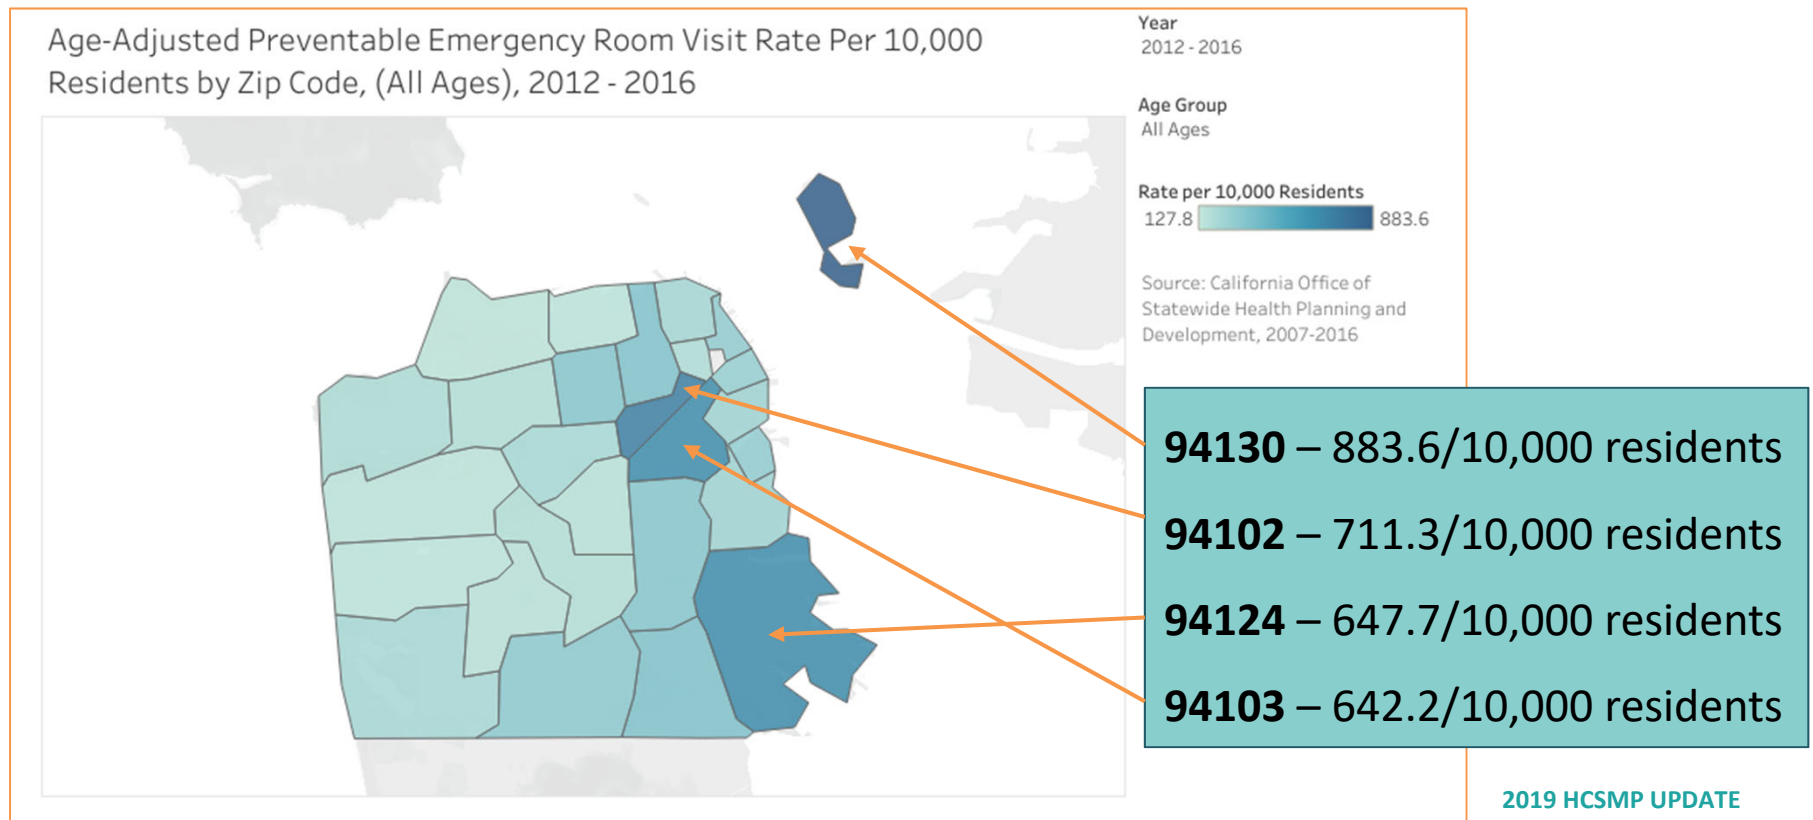 Age-Adjusted Preventable Emergency Room Visit Rate Per 10,000
Residents by Zip Code, (All Ages), 2012 - 2016
Year
2012 - 2016
Age Group
All Ages
Rate per 10,000 Residents
127.8 883.6
Source: California Office of
Statewide Health Planning and
Development, 2007-2016
94130 – 883.6/10,000 residents
94102 – 711.3/10,000 residents
94124 – 647.7/10,000 residents
94103 – 642.2/10,000 residents
2019 HCSMP UPDATE